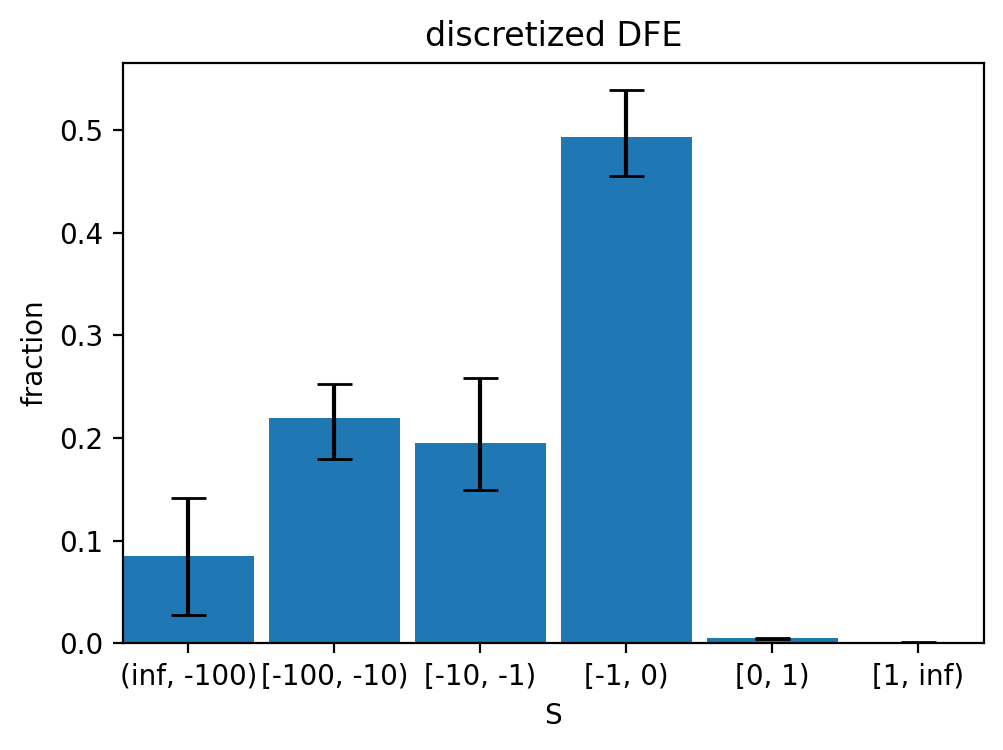 discretized DFE
fraction
0.5
0.4
0.3
0.2
0.1
0.0
(inf, -100) [-100, -10) [-10, -1) [-1, 0) [0, 1) [1, inf)
S